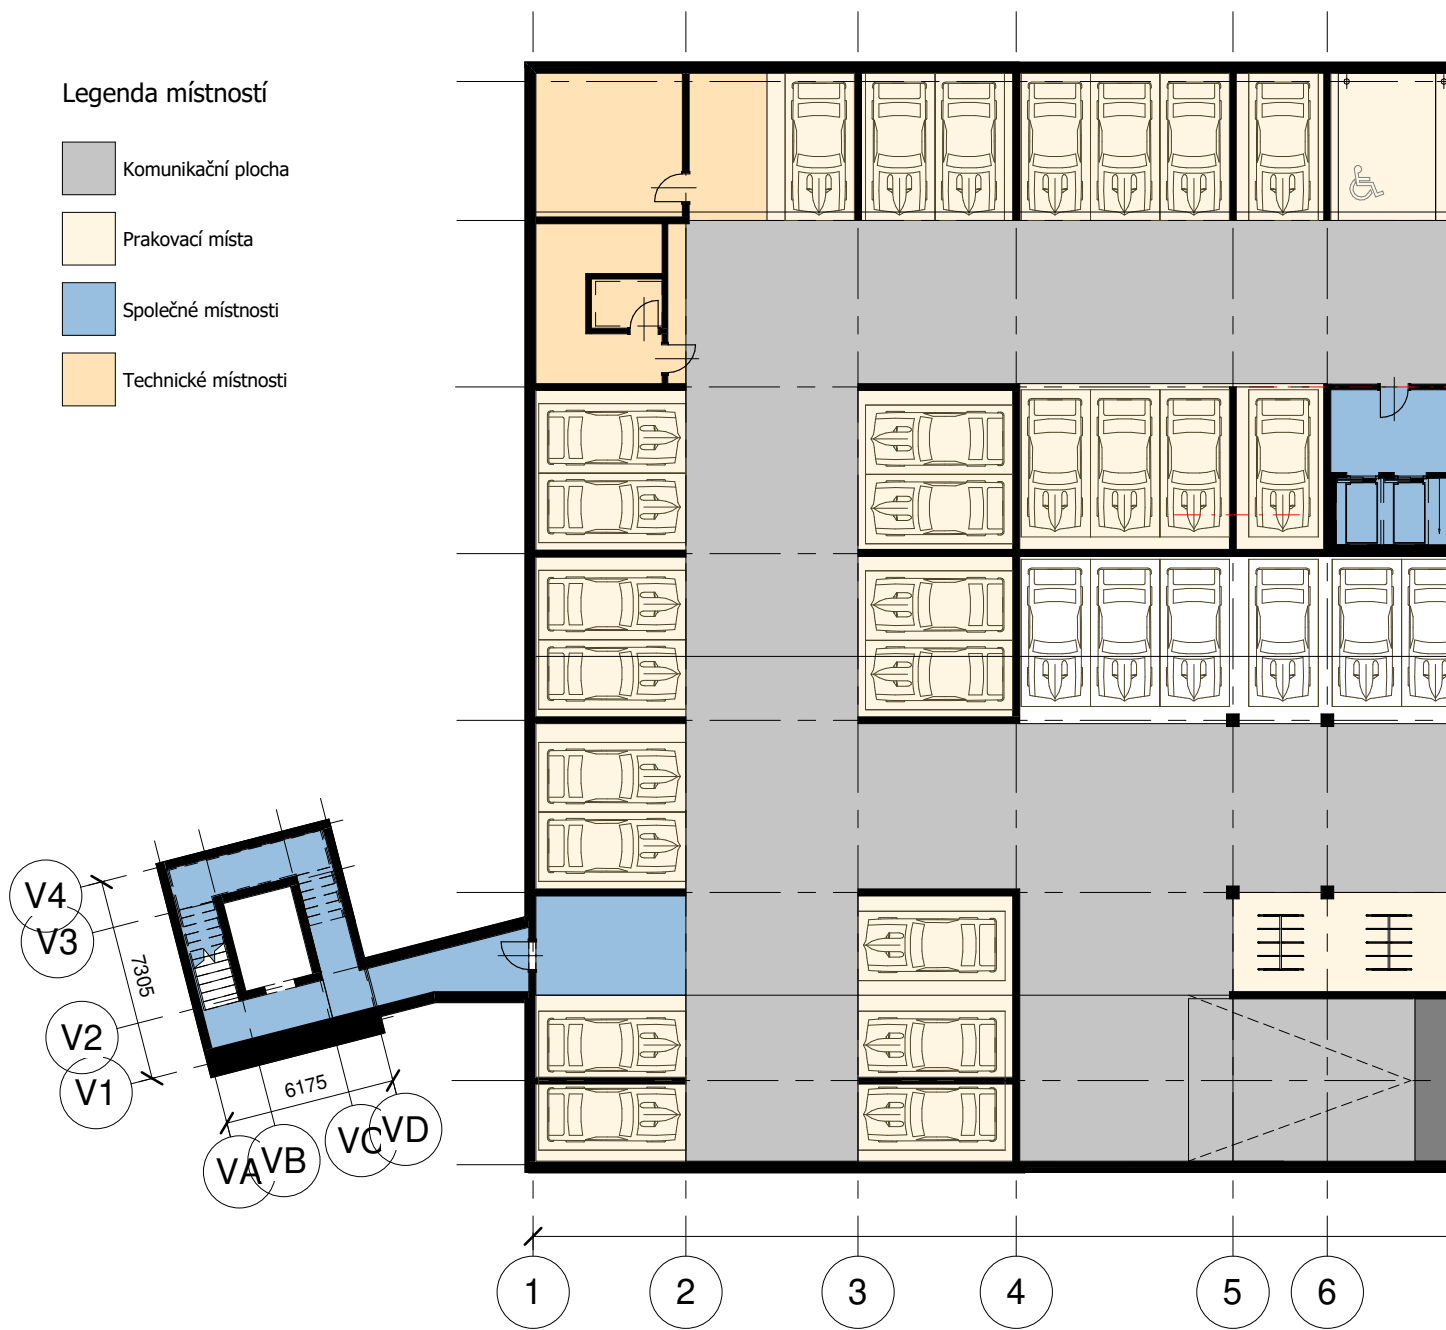 Legenda místností
Komunikační plocha
Prakovací místa
Společné místnosti
Technické místnosti
V4
V3
7305
V2
V1
6175
VA
VB
VC
VD
1
2
3
4
5
6